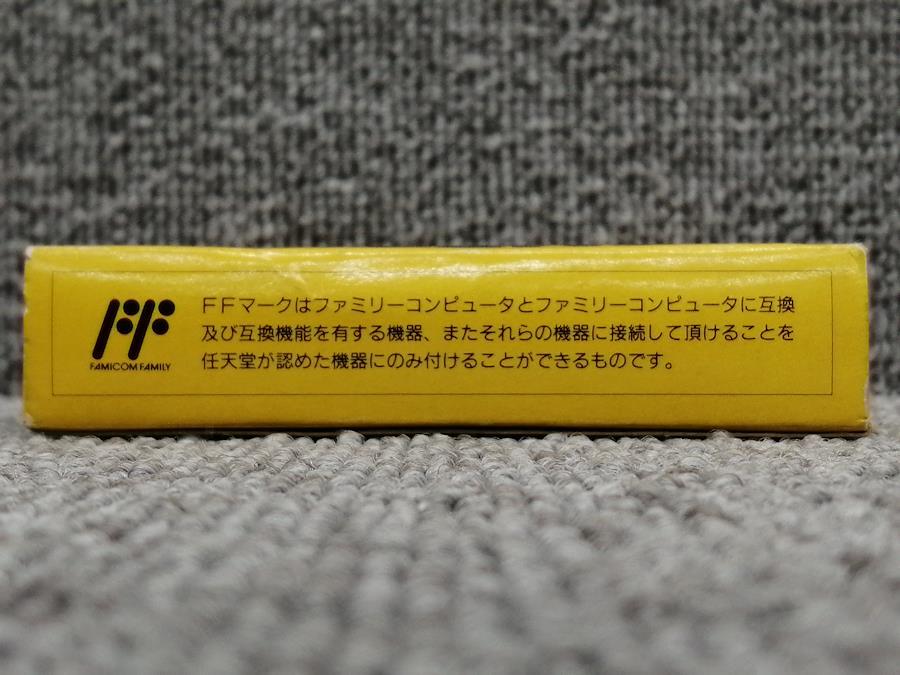 FAMICOM FAMILY
FFマークはファミリーコンピュータとファミリーコンピュータに互換
及び互換機能を有する機器、またそれらの機器に接続して頂けることを
任天堂が認めた機器にのみ付けることができるものです。